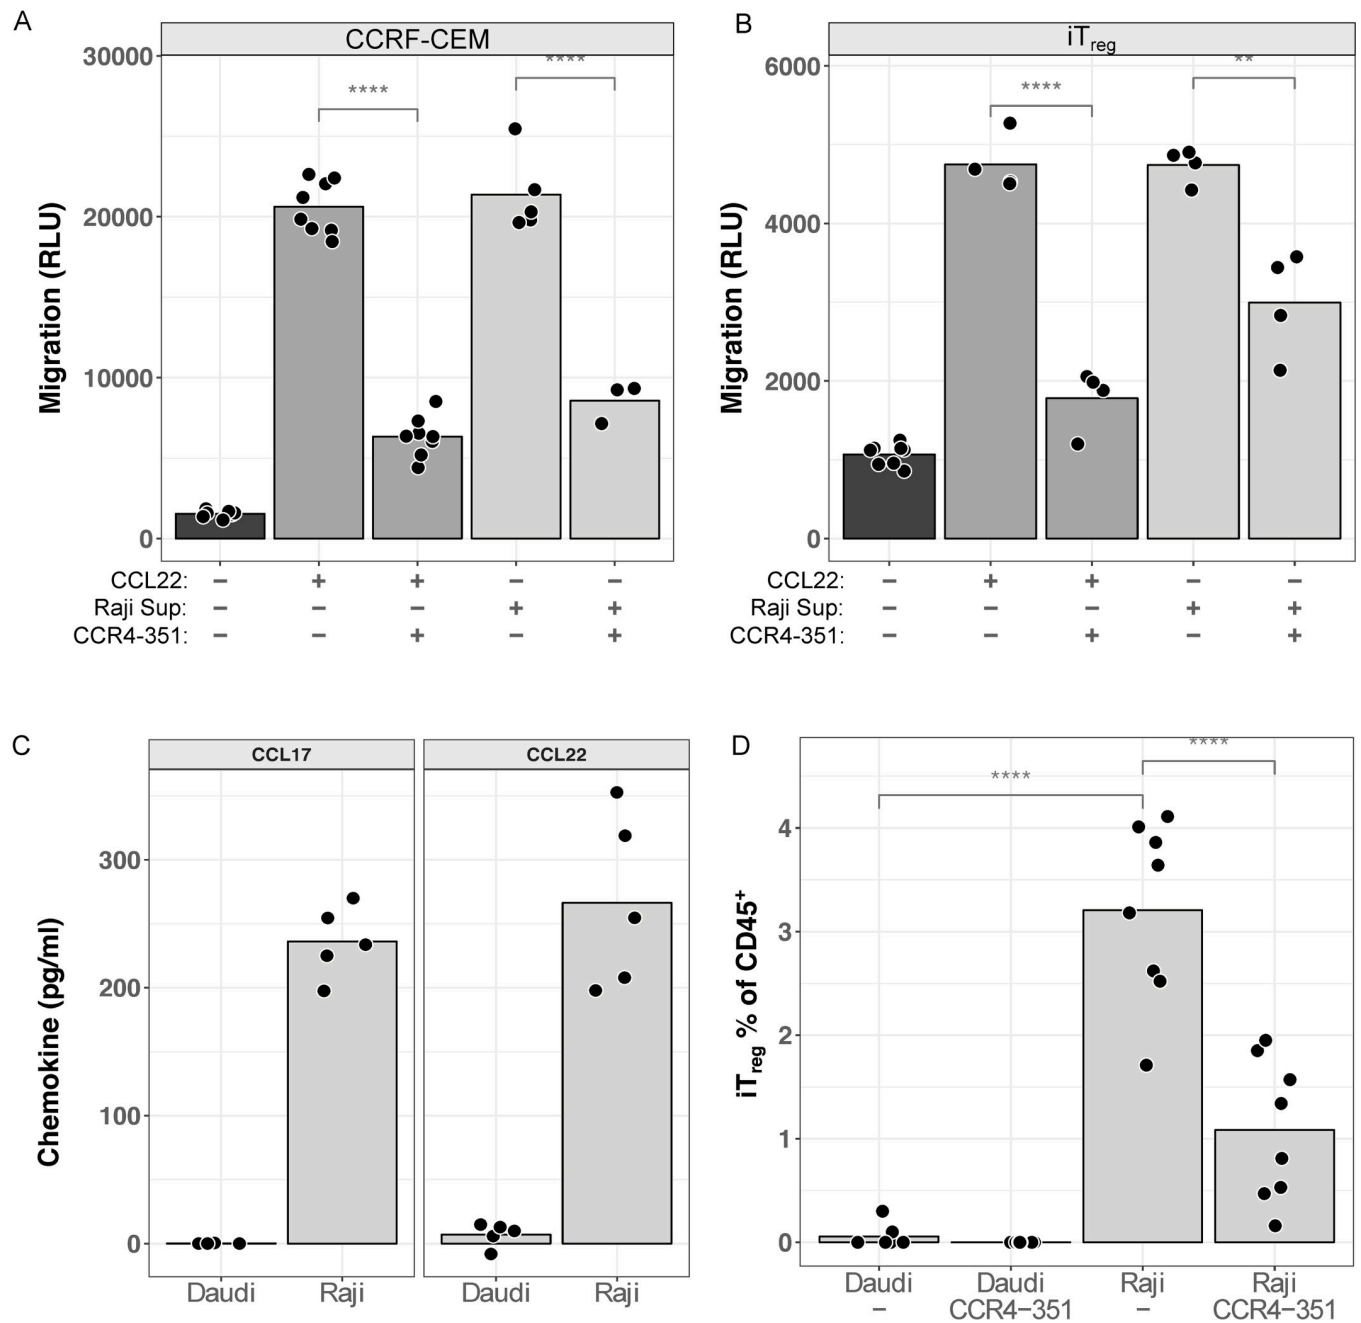 A
CCRF-CEM
Migration (RLU)
30000
20000
10000
0
****
****
CCL22: − + + − −
Raji Sup: − − − + +
CCR4-351: − − + − +
B
iTreg
Migration (RLU)
6000
4000
2000
0
****
**
CCL22: − + + − −
Raji Sup: − − − + +
CCR4-351: − − + − +
C
CCL17
CCL22
Chemokine (pg/ml)
300
200
100
0
Daudi Raji Daudi Raji
D
iTreg % of CD45+
4
3
2
1
0
****
****
Daudi Daudi Raji Raji
− CCR4−351 − CCR4−351